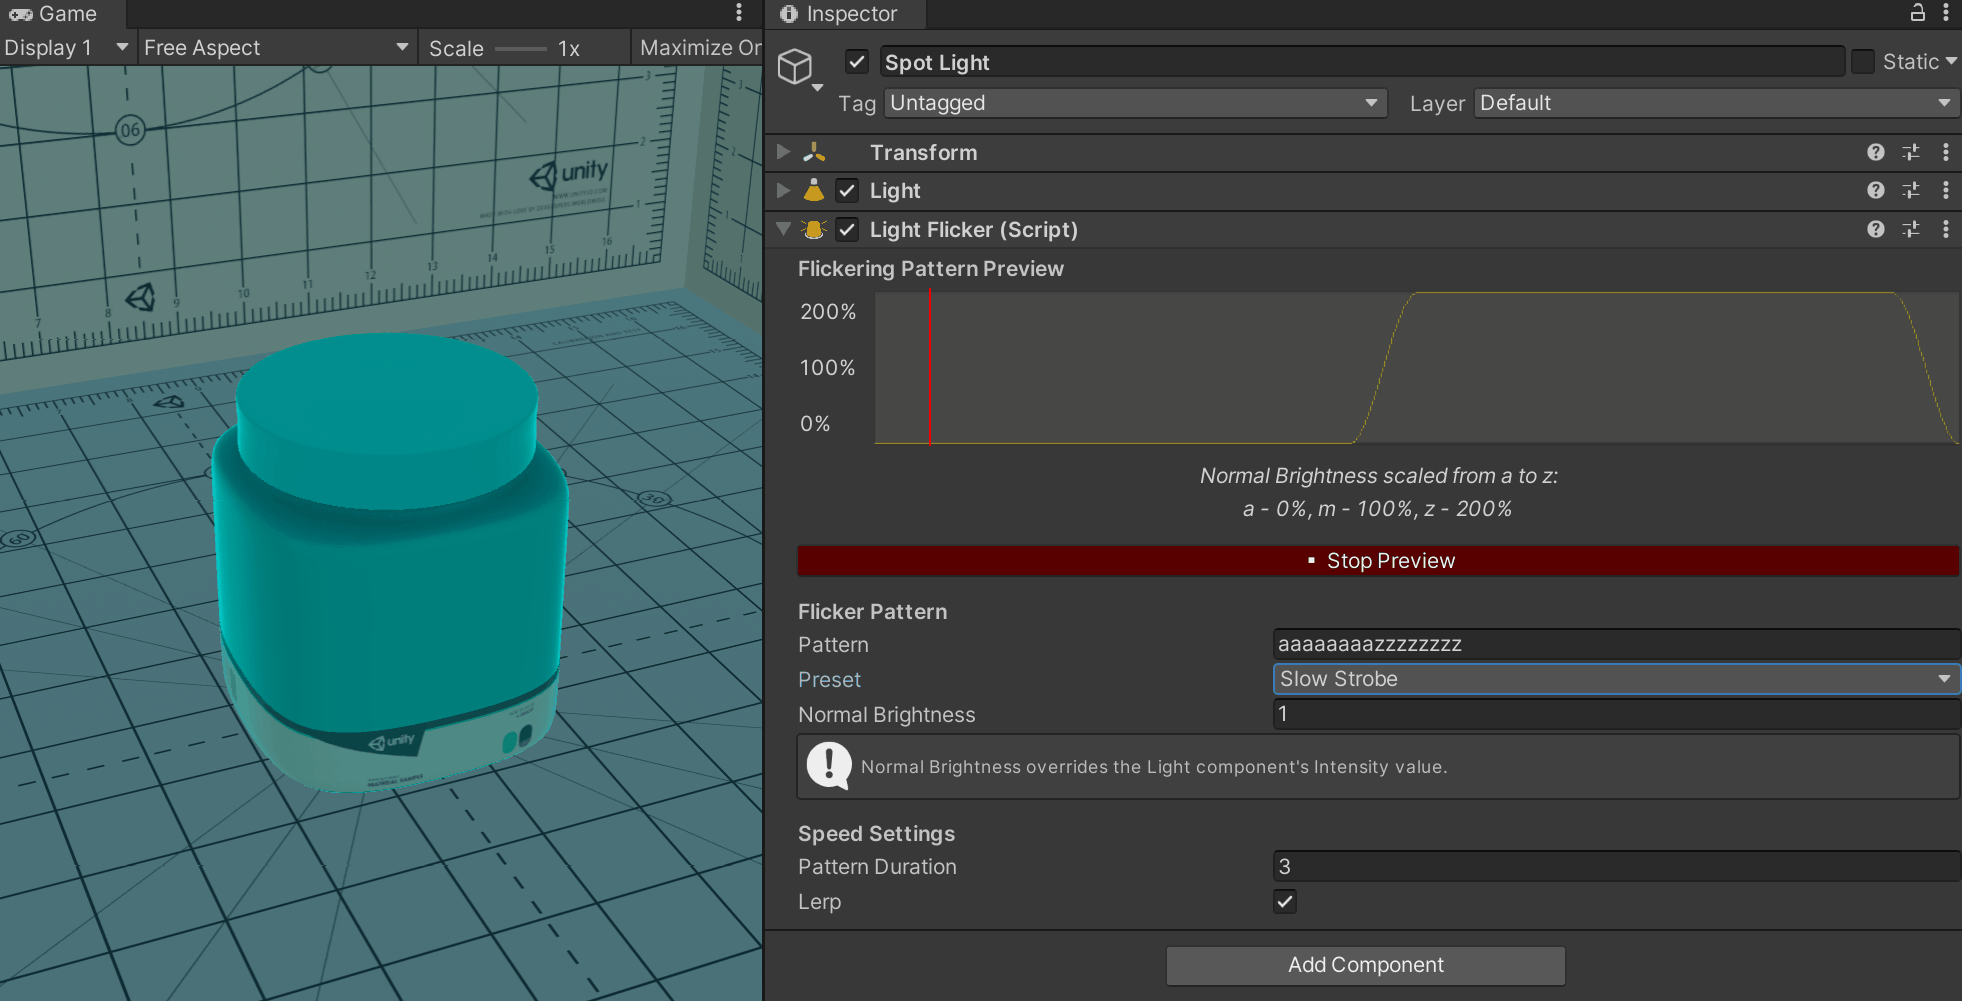 Game
Inspector
Display 1
Free Aspect
Scale
1x
Maximize Or
Spot Light
Static
Tag
Untagged
Layer
Default
Transform
Light
Light Flicker (Script)
Flickering Pattern Preview
200%
100%
0%
Normal Brightness scaled from a to z:
a - 0%, m - 100%, z - 200%
Stop Preview
Flicker Pattern
Pattern
aaaaaaaazzzzzzzz
Preset
Slow Strobe
Normal Brightness
1
Normal Brightness overrides the Light component's Intensity value.
Speed Settings
Pattern Duration
3
Lerp
Add Component
06
3
2
1
unity
16
15
14
13
12
11
10
9
8
7
30
60
unity